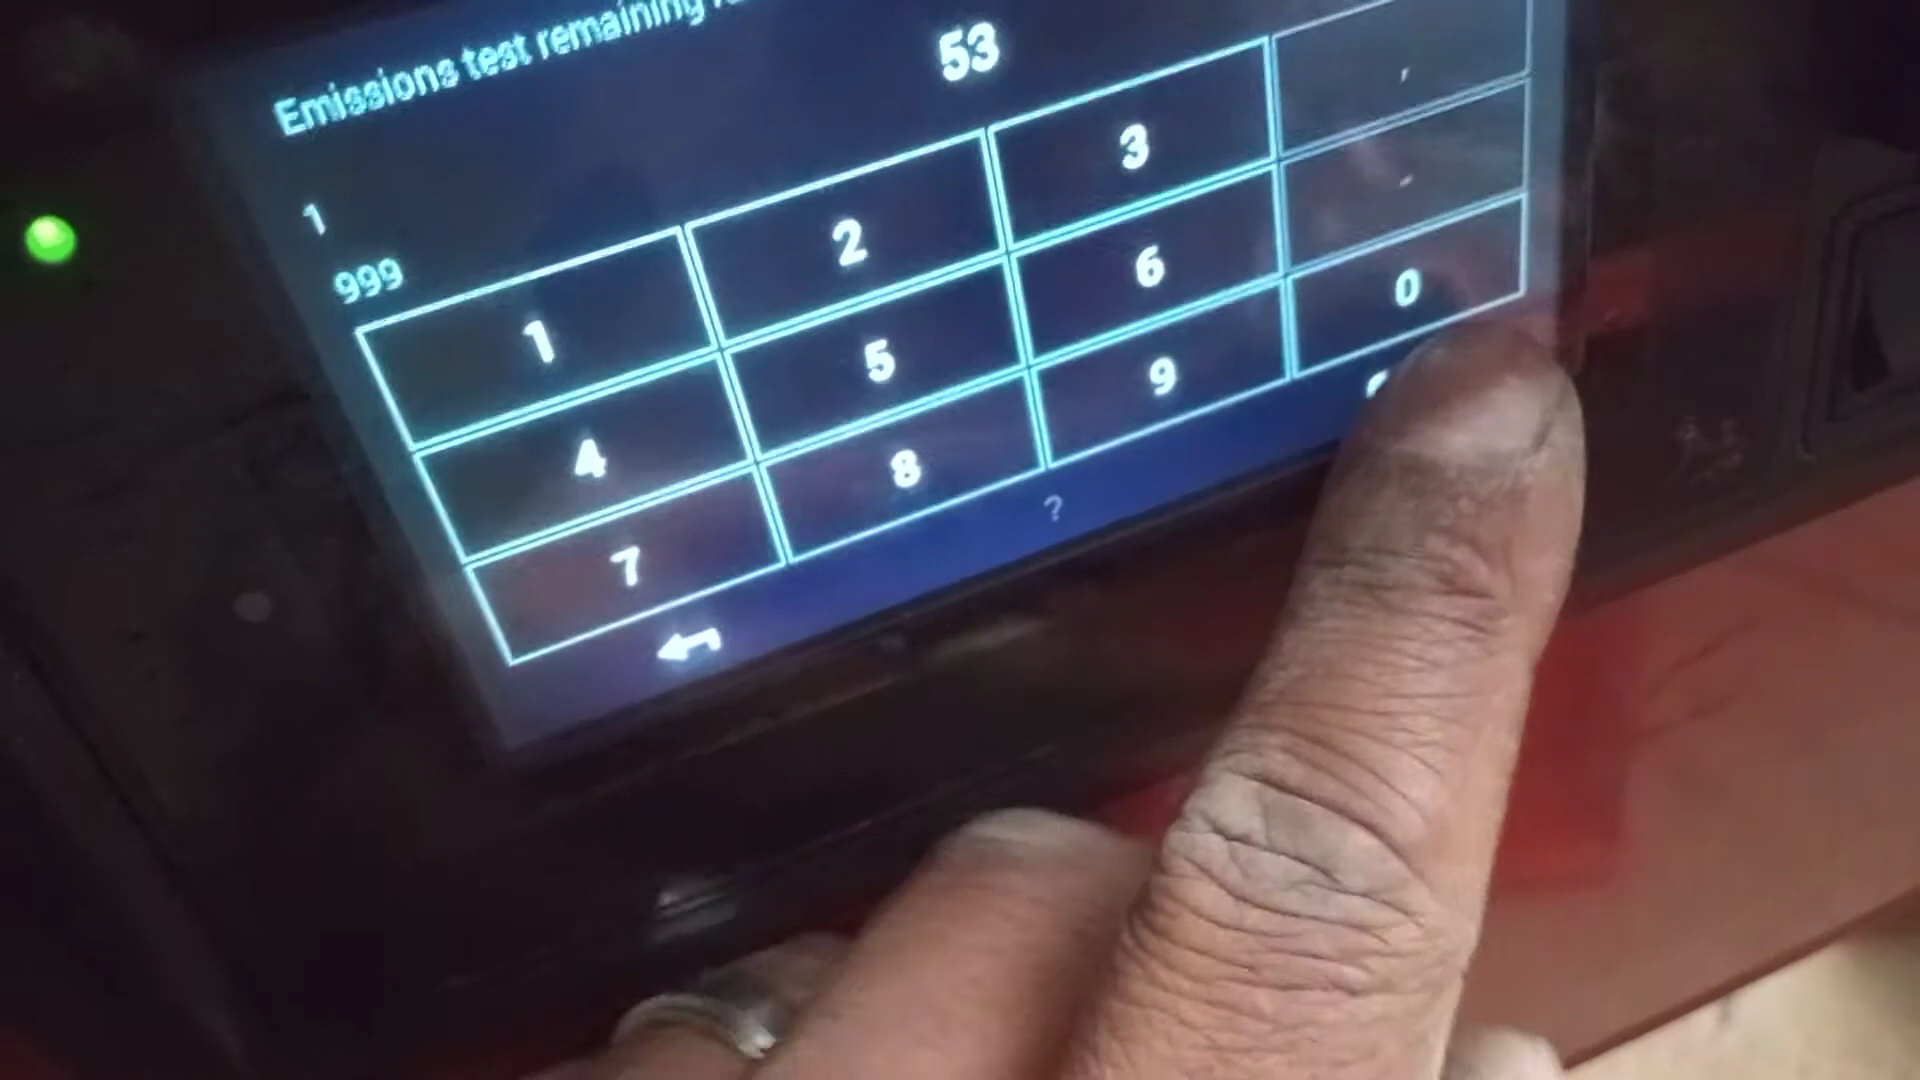 Emissions test remaining
53
1
999
1 2 3 ,
4 5 6 -
7 8 9 0
?